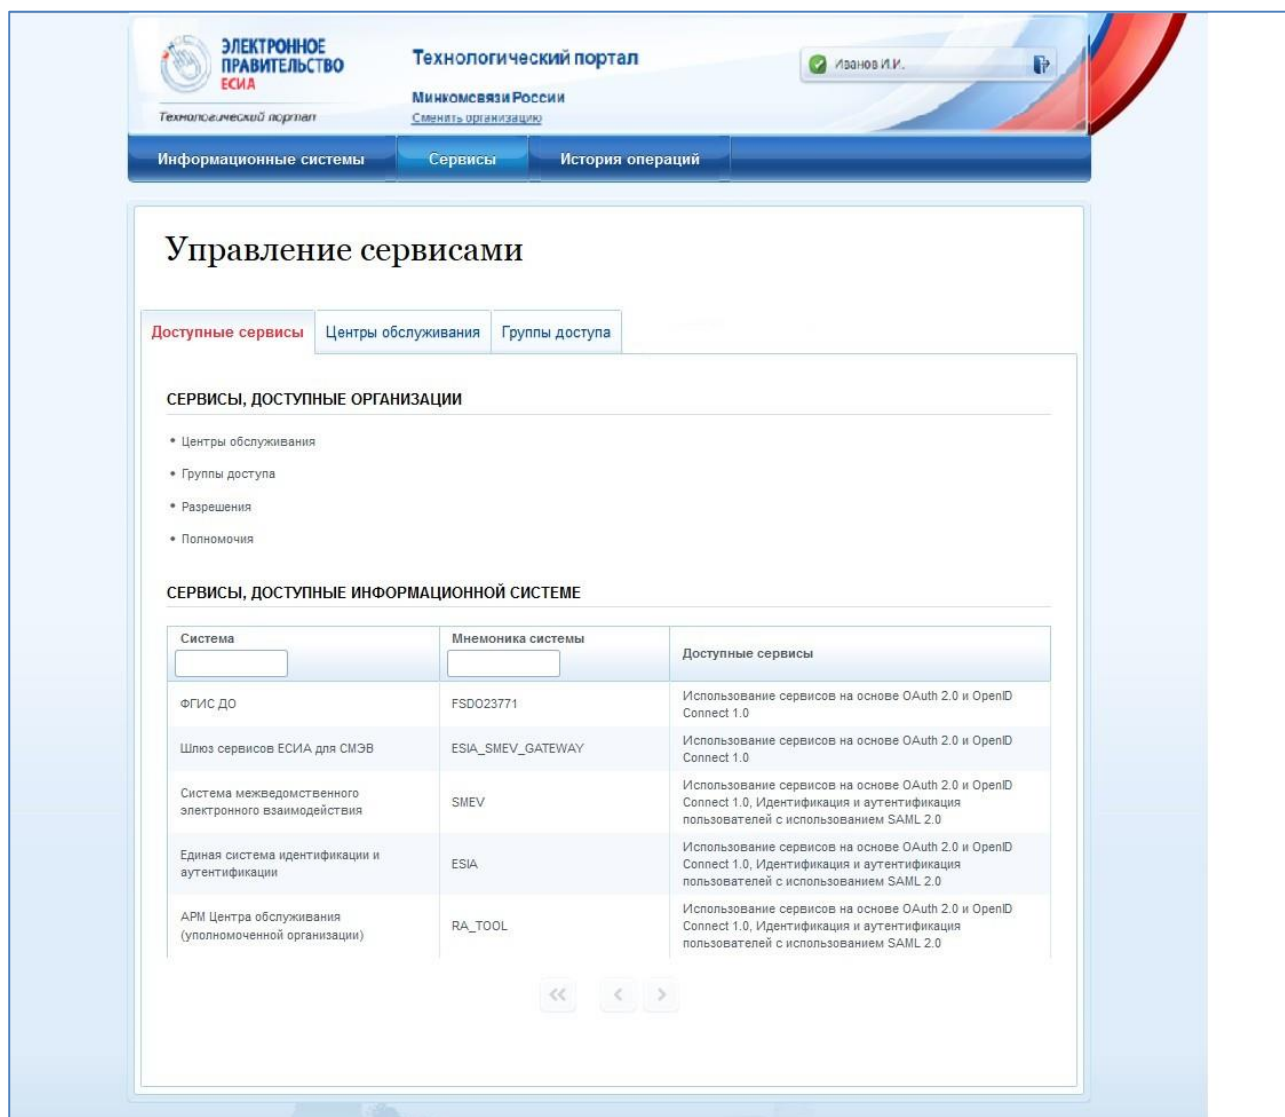 ЭЛЕКТРОННОЕ
ПРАВИТЕЛЬСТВО
ЕСИА
Технологический портал
Технологический портал
Минкомсвязи России
Сменить организацию
Иванов И.И.
Информационные системы
Сервисы
История операций
Управление сервисами
Доступные сервисы
Центры обслуживания
Группы доступа
СЕРВИСЫ, ДОСТУПНЫЕ ОРГАНИЗАЦИИ
• Центры обслуживания
• Группы доступа
• Разрешения
• Полномочия
СЕРВИСЫ, ДОСТУПНЫЕ ИНФОРМАЦИОННОЙ СИСТЕМЕ
Система
Мнемоника системы
Доступные сервисы
ФГИС ДО
FSDO23771
Использование сервисов на основе OAuth 2.0 и OpenID
Connect 1.0
Шлюз сервисов ЕСИА для СМЭВ
ESIA_SMEV_GATEWAY
Использование сервисов на основе OAuth 2.0 и OpenID
Connect 1.0
Система межведомственного
электронного взаимодействия
SMEV
Использование сервисов на основе OAuth 2.0 и OpenID
Connect 1.0, Идентификация и аутентификация
пользователей с использованием SAML 2.0
Единая система идентификации и
аутентификации
ESIA
Использование сервисов на основе OAuth 2.0 и OpenID
Connect 1.0, Идентификация и аутентификация
пользователей с использованием SAML 2.0
АРМ Центра обслуживания
(уполномоченной организации)
RA_TOOL
Использование сервисов на основе OAuth 2.0 и OpenID
Connect 1.0, Идентификация и аутентификация
пользователей с использованием SAML 2.0